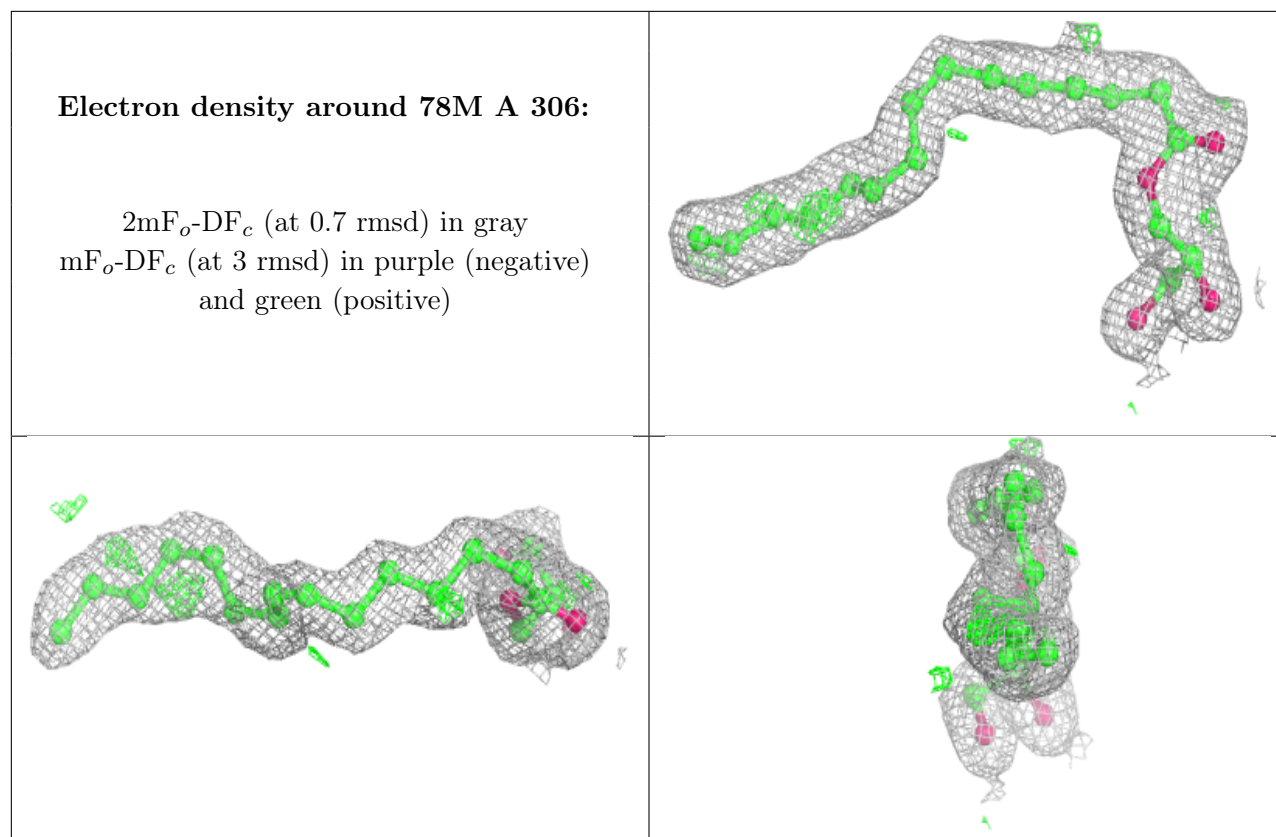 Electron density around 78M A 306:
2mFo-DFc (at 0.7 rmsd) in gray
mFo-DFc (at 3 rmsd) in purple (negative)
and green (positive)